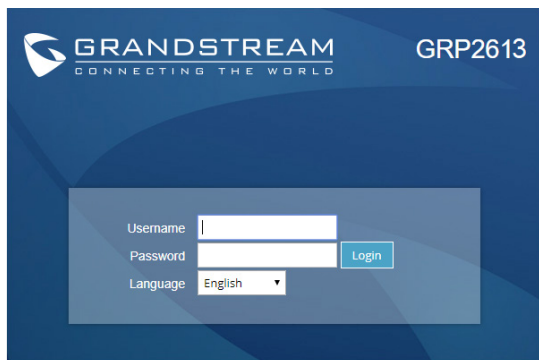 GRANDSTREAM
CONNECTING THE WORLD
GRP2613
Username
Password
Login
Language
English